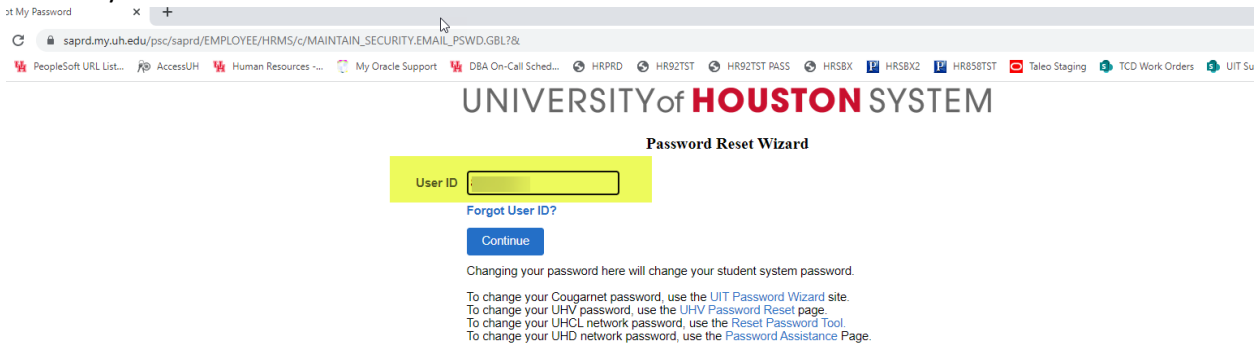 ot My Password × +
saprd.my.uh.edu/psc/saprd/EMPLOYEE/HRMS/c/MAINTAIN_SECURITY.EMAIL_PSWD.GBL?&
PeopleSoft URL List... AccessUH Human Resources -... My Oracle Support DBA On-Call Sched... HRPRD HR92TST HR92TST PASS HRSBX HRSBX2 HR858TST Taleo Staging TCD Work Orders UIT Su
UNIVERSITY of HOUSTON SYSTEM
Password Reset Wizard
User ID
Forgot User ID?
Continue
Changing your password here will change your student system password.
To change your Cougarnet password, use the UIT Password Wizard site.
To change your UHV password, use the UHV Password Reset page.
To change your UHCL network password, use the Reset Password Tool.
To change your UHD network password, use the Password Assistance Page.